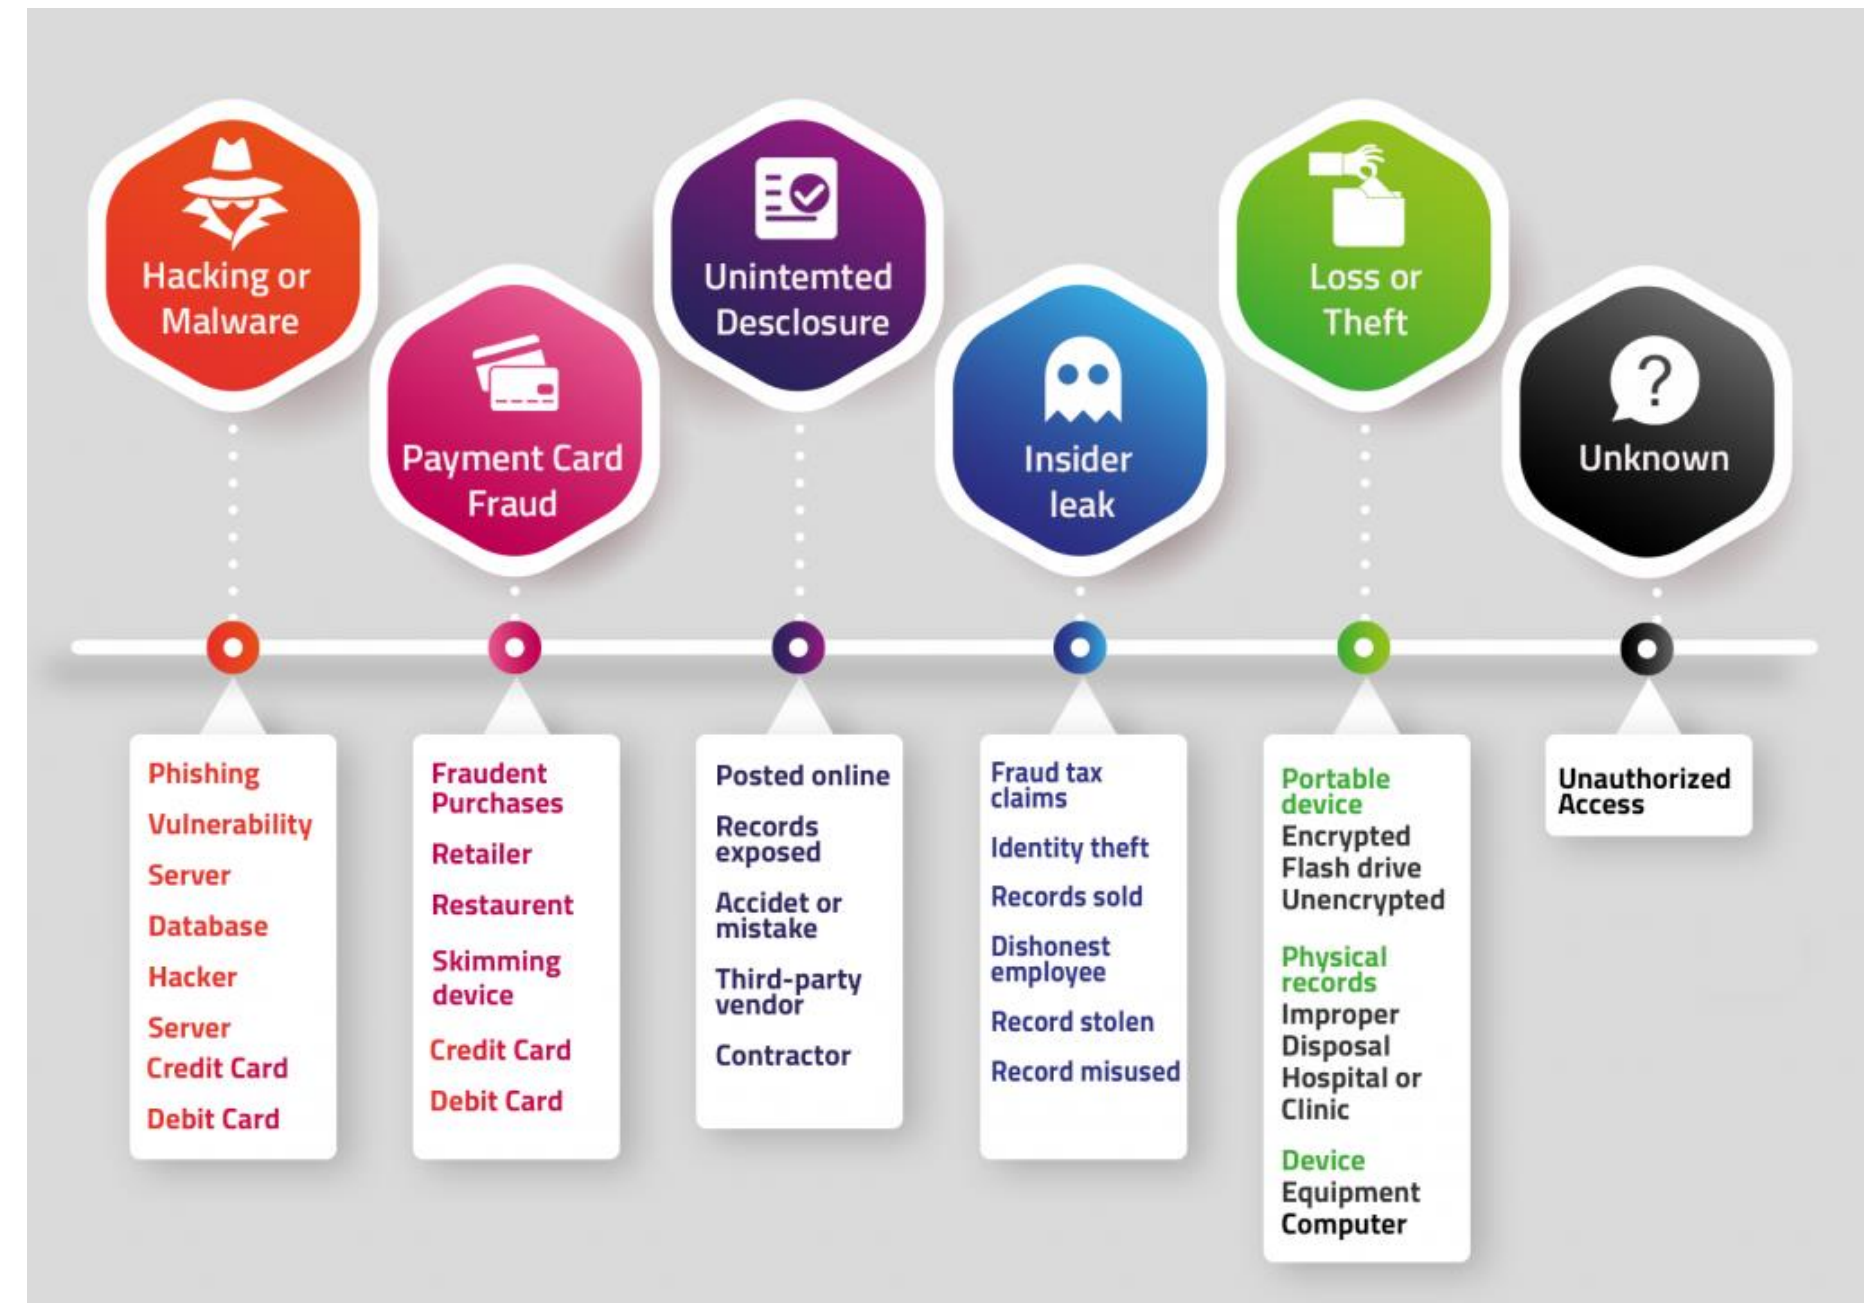 Hacking or
Malware
Payment Card
Fraud
Unintemted
Desclosure
Insider
leak
Loss or
Theft
?
Unknown
Phishing
Vulnerability
Server
Database
Hacker
Server
Credit Card
Debit Card
Fraudent
Purchases
Retailer
Restaurent
Skimming
device
Credit Card
Debit Card
Posted online
Records
exposed
Accidet or
mistake
Third-party
vendor
Contractor
Fraud tax
claims
Identity theft
Records sold
Dishonest
employee
Record stolen
Record misused
Portable
device
Encrypted
Flash drive
Unencrypted
Physical
records
Improper
Disposal
Hospital or
Clinic
Device
Equipment
Computer
Unauthorized
Access